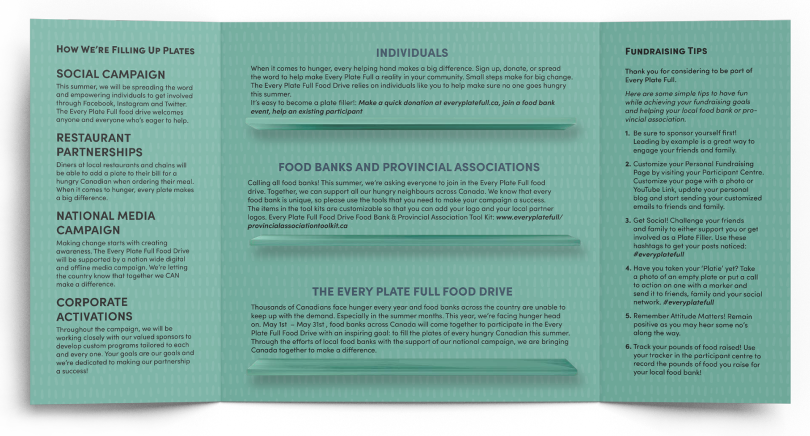 HOW WE'RE FILLING UP PLATES
SOCIAL CAMPAIGN
This summer, we will be spreading the word
and empowering individuals to get involved
through Facebook, Instagram and Twitter.
The Every Plate Full food drive welcomes
anyone and everyone who's eager to help.
RESTAURANT
PARTNERSHIPS
Diners at local restaurants and chains will
be able to add a plate to their bill for a
hungry Canadian when ordering their meal.
When it comes to hunger, every plate makes
a big difference.
NATIONAL MEDIA
CAMPAIGN
Making change starts with creating
awareness. The Every Plate Full Food Drive
will be supported by a nation wide digital
and offline media campaign. We're letting
the country know that together we CAN
make a difference.
CORPORATE
ACTIVATIONS
Throughout the campaign, we will be
working closely with our valued sponsors to
develop custom programs tailored to each
and every one. Your goals are our goals and
we're dedicated to making our partnership
a success!
INDIVIDUALS
When it comes to hunger, every helping hand makes a big difference. Sign up, donate, or spread
the word to help make Every Plate Full a reality in your community. Small steps make for big change.
The Every Plate Full Food Drive relies on individuals like you to help make sure no one goes hungry
this summer.
It's easy to become a plate filler!: Make a quick donation at everyplatefull.ca, join a food bank
event, help an existing participant
FOOD BANKS AND PROVINCIAL ASSOCIATIONS
Calling all food banks! This summer, we're asking everyone to join in the Every Plate Full food
drive. Together, we can support all our hungry neighbours across Canada. We know that every
food bank is unique, so please use the tools that you need to make your campaign a success.
The items in the tool kits are customizable so that you can add your logo and your local partner
logos. Every Plate Full Food Drive Food Bank & Provincial Association Tool Kit: www.everyplatefull/
provincialassociationtoolkit.ca
THE EVERY PLATE FULL FOOD DRIVE
Thousands of Canadians face hunger every year and food banks across the country are unable to
keep up with the demand. Especially in the summer months. This year, we're facing hunger head
on. May 1st – May 31st, food banks across Canada will come together to participate in the Every
Plate Full Food Drive with an inspiring goal: to fill the plates of every hungry Canadian this summer.
Through the efforts of local food banks with the support of our national campaign, we are bringing
Canada together to make a difference.
FUNDRAISING TIPS
Thank you for considering to be part of
Every Plate Full.
Here are some simple tips to have fun
while achieving your fundraising goals
and helping your local food bank or pro-
vincial association.
1. Be sure to sponsor yourself first!
Leading by example is a great way to
engage your friends and family.
2. Customize your Personal Fundraising
Page by visiting your Participant Centre.
Customize your page with a photo or
YouTube Link, update your personal
blog and start sending your customized
emails to friends and family.
3. Get Social! Challenge your friends
and family to either support you or get
involved as a Plate Filler. Use these
hashtags to get your posts noticed:
#everyplatefull
4. Have you taken your 'Platie' yet? Take
a photo of an empty plate or put a call
to action on one with a marker and
send it to friends, family and your social
network. #everyplatefull
5. Remember Attitude Matters! Remain
positive as you may hear some no's
along the way.
6. Track your pounds of food raised! Use
your tracker in the participant centre to
record the pounds of food you raise for
your local food bank!